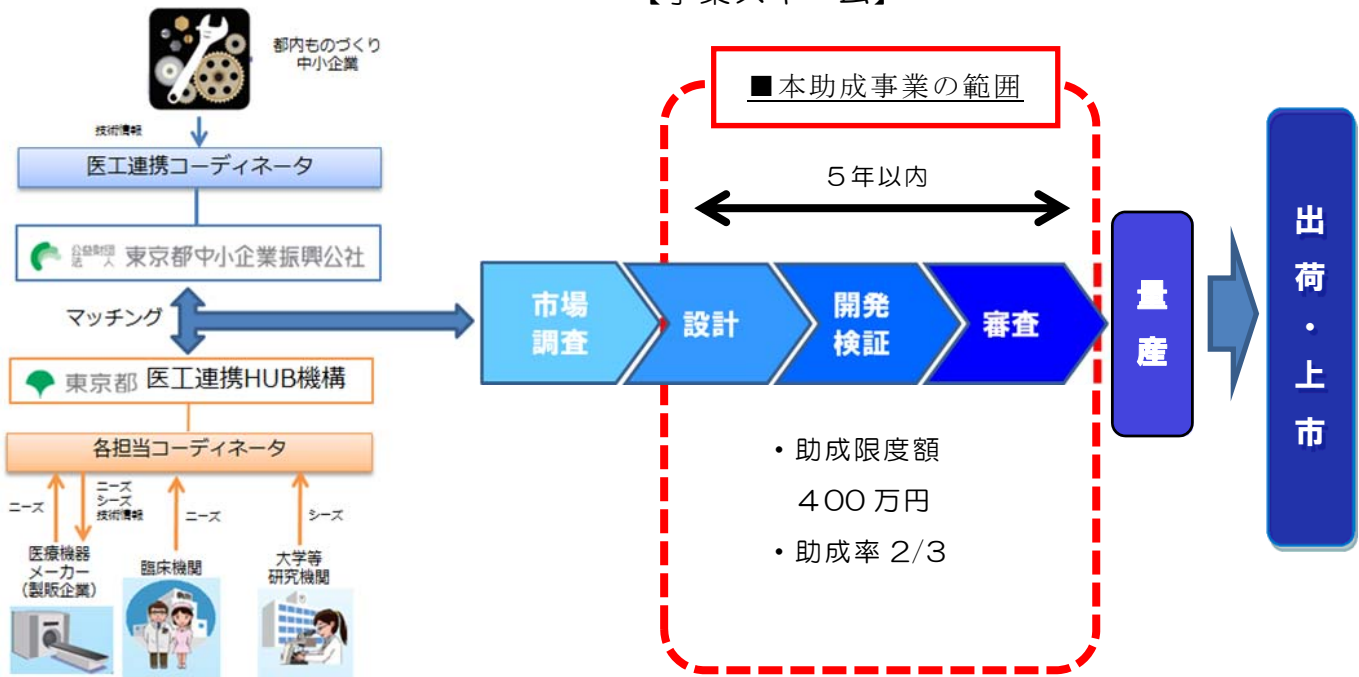 【事業スキーム】
都内ものづくり
中小企業
技術情報
医工連携コーディネータ
公益財団
法人
東京都中小企業振興公社
マッチング
東京都 医工連携HUB機構
各担当コーディネータ
ニーズ
ニーズ
シーズ
技術情報
ニーズ
シーズ
医療機器
メーカー
(製販企業)
臨床機関
大学等
研究機関
■本助成事業の範囲
5年以内
市場
調査
設計
開発
検証
審査
量産
出荷・上市
・助成限度額
400万円
・助成率 2/3